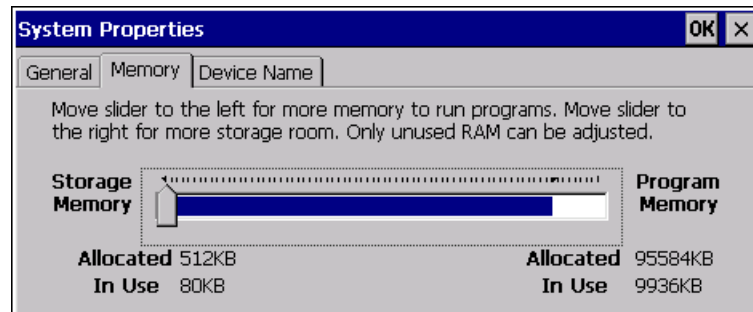 System Properties OK ×
General Memory Device Name
Move slider to the left for more memory to run programs. Move slider to
the right for more storage room. Only unused RAM can be adjusted.
Storage Program
Memory Memory
Allocated 512KB Allocated 95584KB
In Use 80KB In Use 9936KB